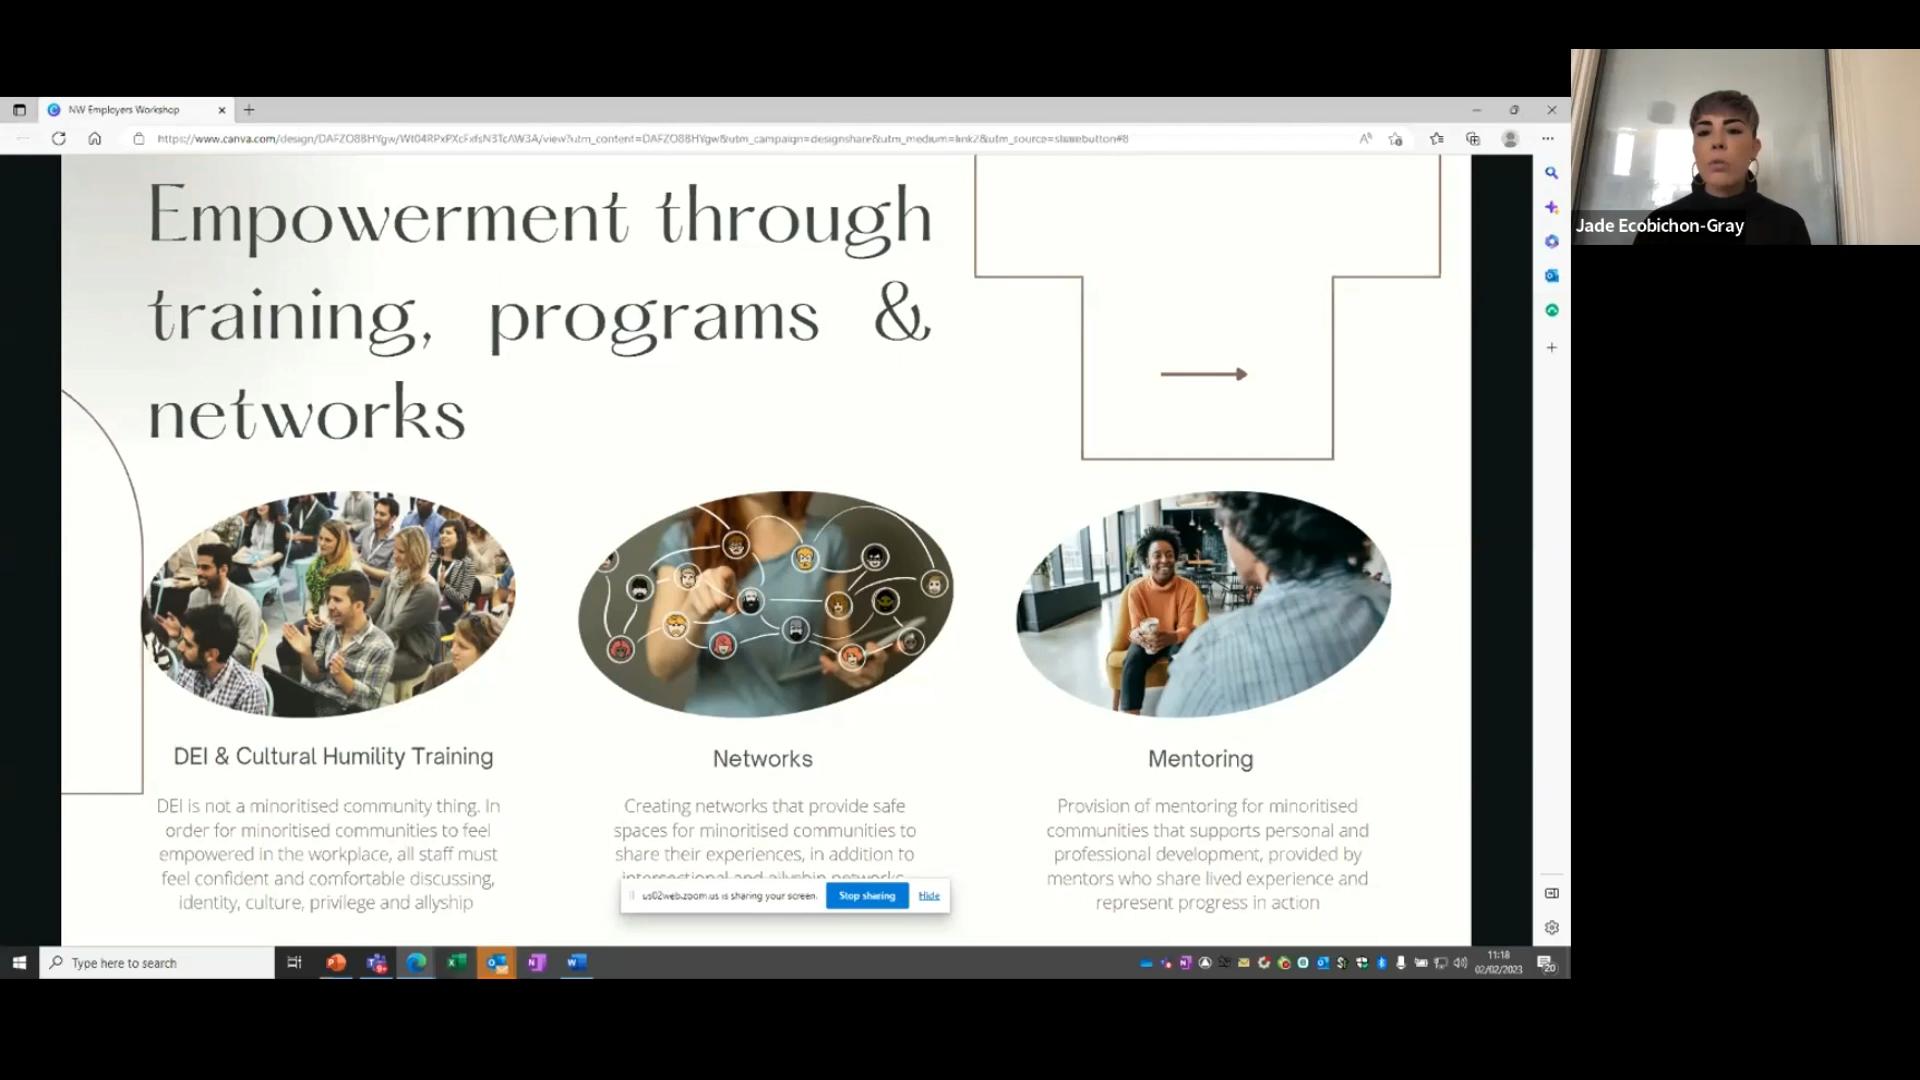 NW Employers Workshop
Jade Ecobichon-Gray
Empowerment through
training, programs &
networks
DEI & Cultural Humility Training
DEI is not a minoritised community thing. In
order for minoritised communities to feel
empowered in the workplace, all staff must
feel confident and comfortable discussing,
identity, culture, privilege and allyship
Networks
Creating networks that provide safe
spaces for minoritised communities to
share their experiences, in addition to
intersectional and allyship networks
us02web.zoom.us is sharing your screen.
Stop sharing
Hide
Mentoring
Provision of mentoring for minoritised
communities that supports personal and
professional development, provided by
mentors who share lived experience and
represent progress in action
Type here to search
11:18
02/02/2023
20